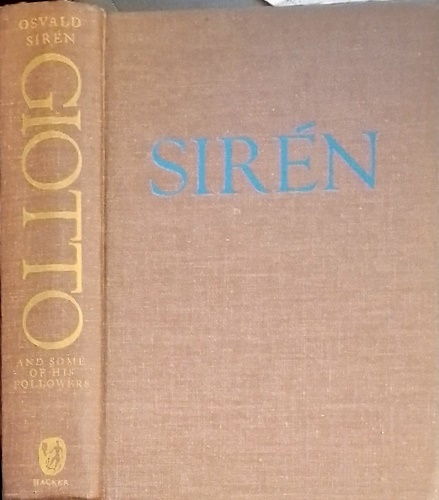 OSVALD
SIRÉN
GIOTTO
AND SOME
OF HIS
FOLLOWERS
HACKER
SIRÉN